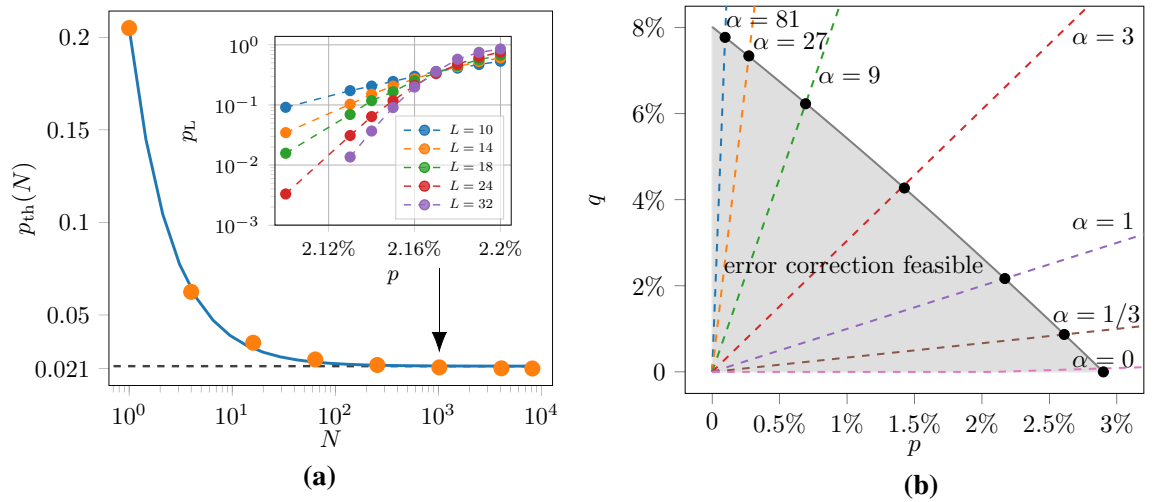 0.2
0.15
0.1
0.05
0.021
p_th(N)
10^0
10^1
10^2
10^3
10^4
N
10^0
10^−1
10^−2
10^−3
p_L
L = 10
L = 14
L = 18
L = 24
L = 32
2.12%
2.16%
2.2%
p
(a)
8%
6%
4%
2%
0
q
α = 81
α = 27
α = 9
α = 3
α = 1
α = 1/3
α = 0
error correction feasible
0
0.5%
1%
1.5%
2%
2.5%
3%
p
(b)